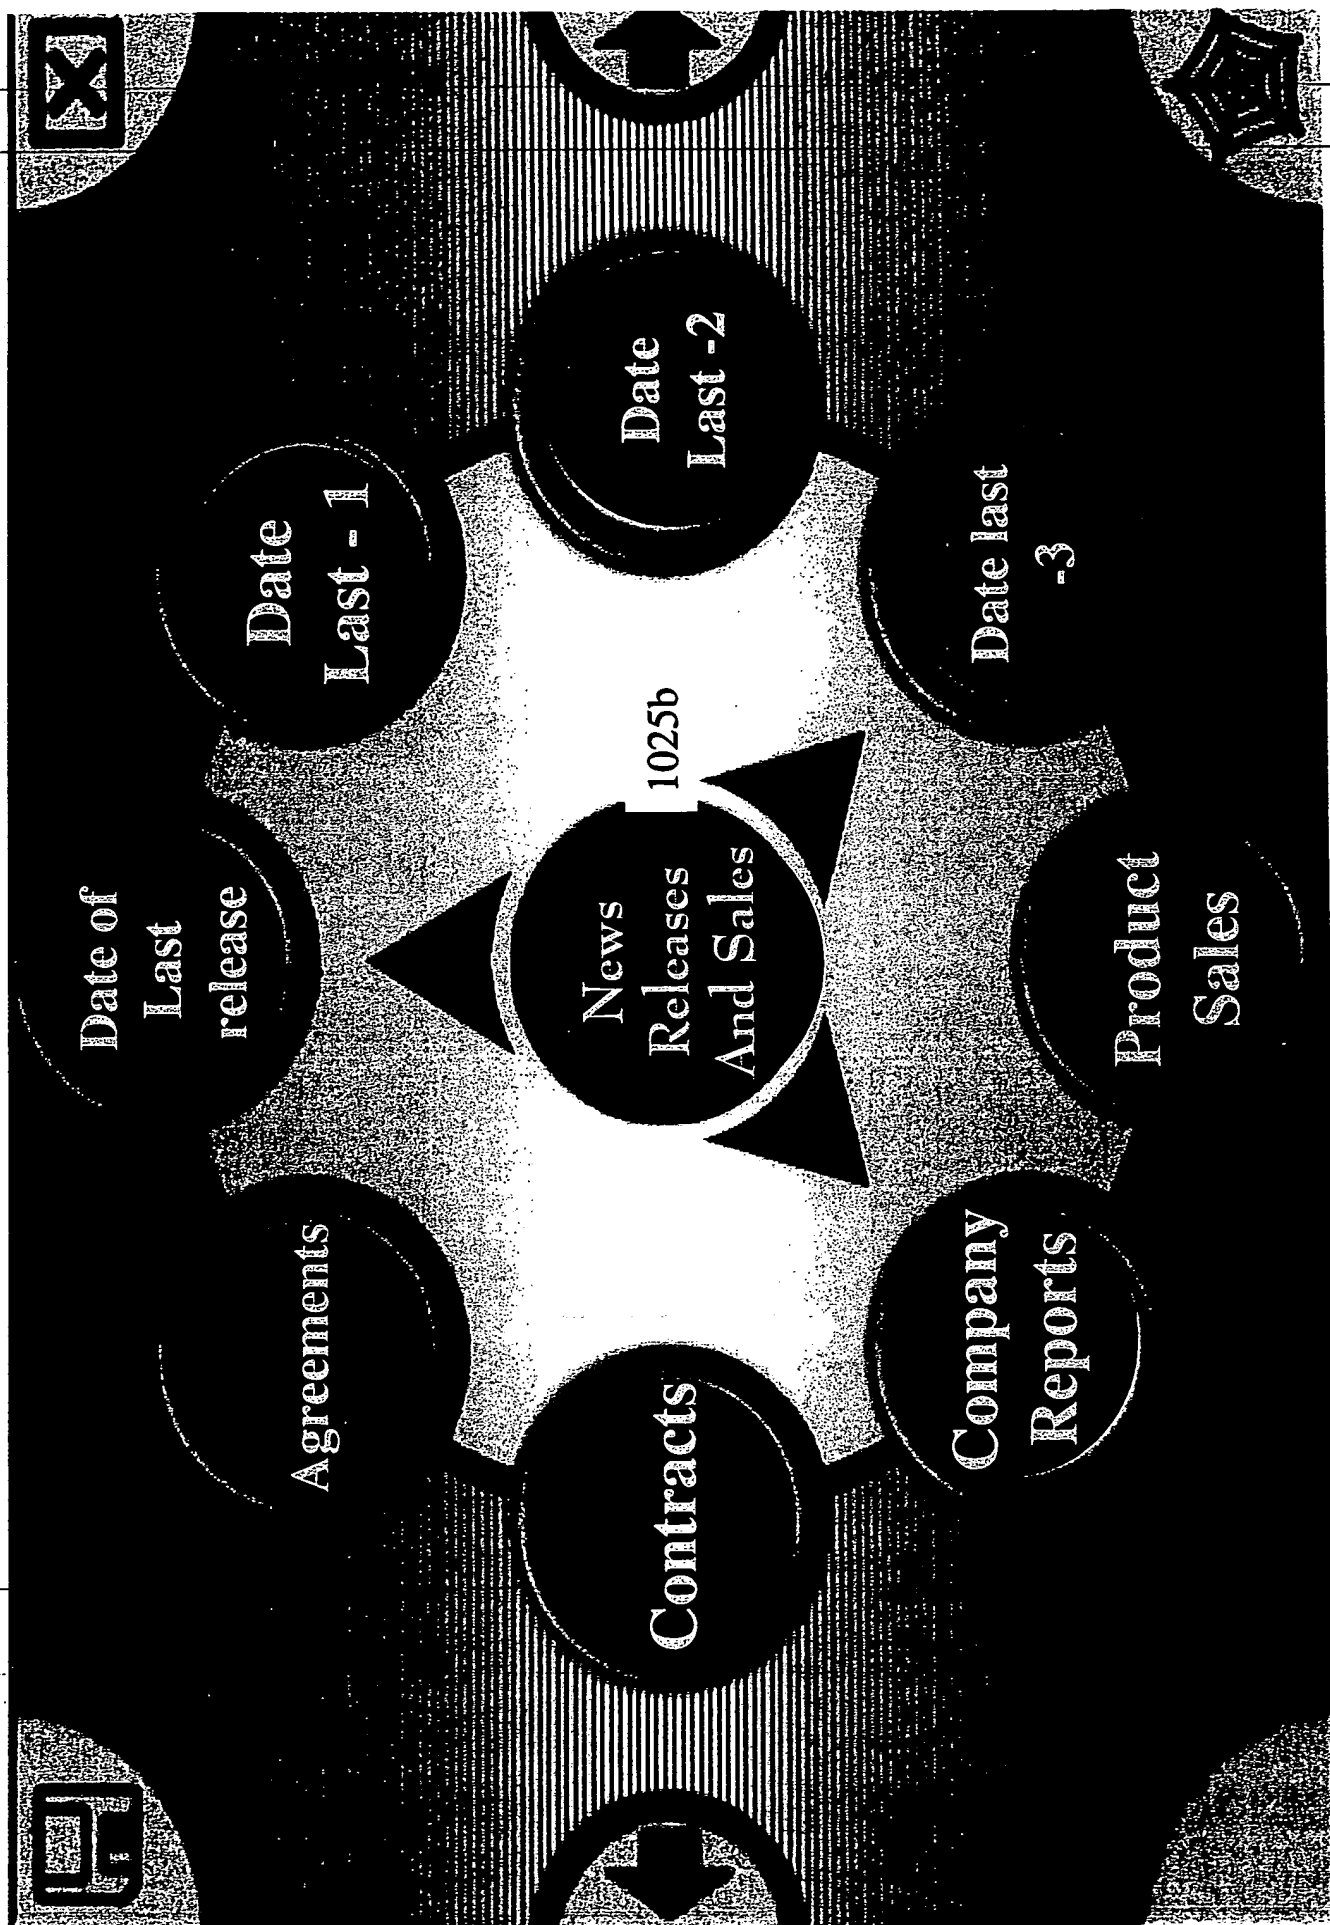 Date of
Last
release
Agreements
Date
Last - 1
Contracts
News
Releases
And Sales
1025b
Date
Last -2
Company
Reports
Date last
-3
Product
Sales